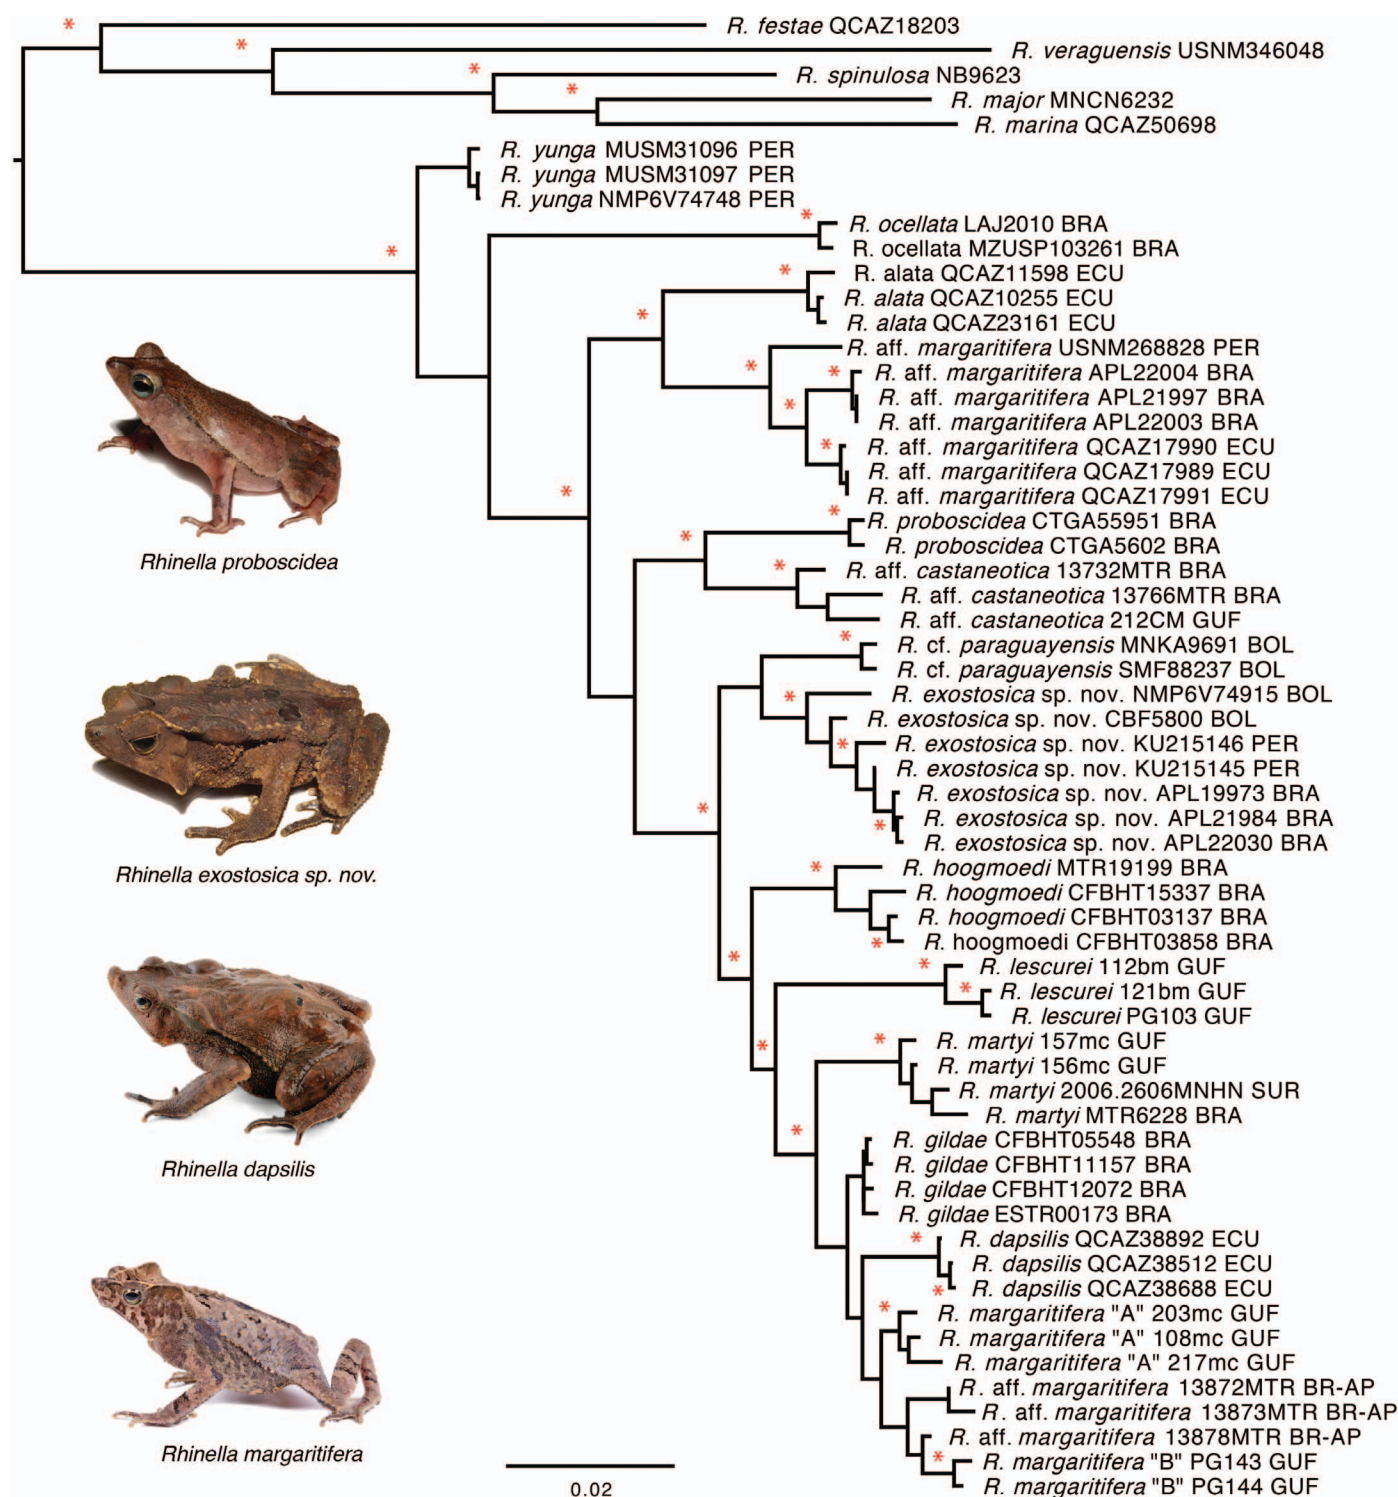 R. festae QCAZ18203
R. veraguensis USNM346048
R. spinulosa NB9623
R. major MNCN6232
R. marina QCAZ50698
R. yunga MUSM31096 PER
R. yunga MUSM31097 PER
R. yunga NMP6V74748 PER
R. ocellata LAJ2010 BRA
R. ocellata MZUSP103261 BRA
R. alata QCAZ11598 ECU
R. alata QCAZ10255 ECU
R. alata QCAZ23161 ECU
R. aff. margaritifera USNM268828 PER
R. aff. margaritifera APL22004 BRA
R. aff. margaritifera APL21997 BRA
R. aff. margaritifera APL22003 BRA
R. aff. margaritifera QCAZ17990 ECU
R. aff. margaritifera QCAZ17989 ECU
R. aff. margaritifera QCAZ17991 ECU
R. proboscidea CTGA55951 BRA
R. proboscidea CTGA5602 BRA
R. aff. castaneotica 13732MTR BRA
R. aff. castaneotica 13766MTR BRA
R. aff. castaneotica 212CM GUF
R. cf. paraguayensis MNKA9691 BOL
R. cf. paraguayensis SMF88237 BOL
R. exostosica sp. nov. NMP6V74915 BOL
R. exostosica sp. nov. CBF5800 BOL
R. exostosica sp. nov. KU215146 PER
R. exostosica sp. nov. KU215145 PER
R. exostosica sp. nov. APL19973 BRA
R. exostosica sp. nov. APL21984 BRA
R. exostosica sp. nov. APL22030 BRA
R. hoogmoedi MTR19199 BRA
R. hoogmoedi CFBHT15337 BRA
R. hoogmoedi CFBHT03137 BRA
R. hoogmoedi CFBHT03858 BRA
R. lescurei 112bm GUF
R. lescurei 121bm GUF
R. lescurei PG103 GUF
R. martyi 157mc GUF
R. martyi 156mc GUF
R. martyi 2006.2606MNHN SUR
R. martyi MTR6228 BRA
R. gildae CFBHT05548 BRA
R. gildae CFBHT11157 BRA
R. gildae CFBHT12072 BRA
R. gildae ESTR00173 BRA
R. dapsilis QCAZ38892 ECU
R. dapsilis QCAZ38512 ECU
R. dapsilis QCAZ38688 ECU
R. margaritifera "A" 203mc GUF
R. margaritifera "A" 108mc GUF
R. margaritifera "A" 217mc GUF
R. aff. margaritifera 13872MTR BR-AP
R. aff. margaritifera 13873MTR BR-AP
R. aff. margaritifera 13878MTR BR-AP
R. margaritifera "B" PG143 GUF
R. margaritifera "B" PG144 GUF
Rhinella proboscidea
Rhinella exostosica sp. nov.
Rhinella dapsilis
Rhinella margaritifera
0.02